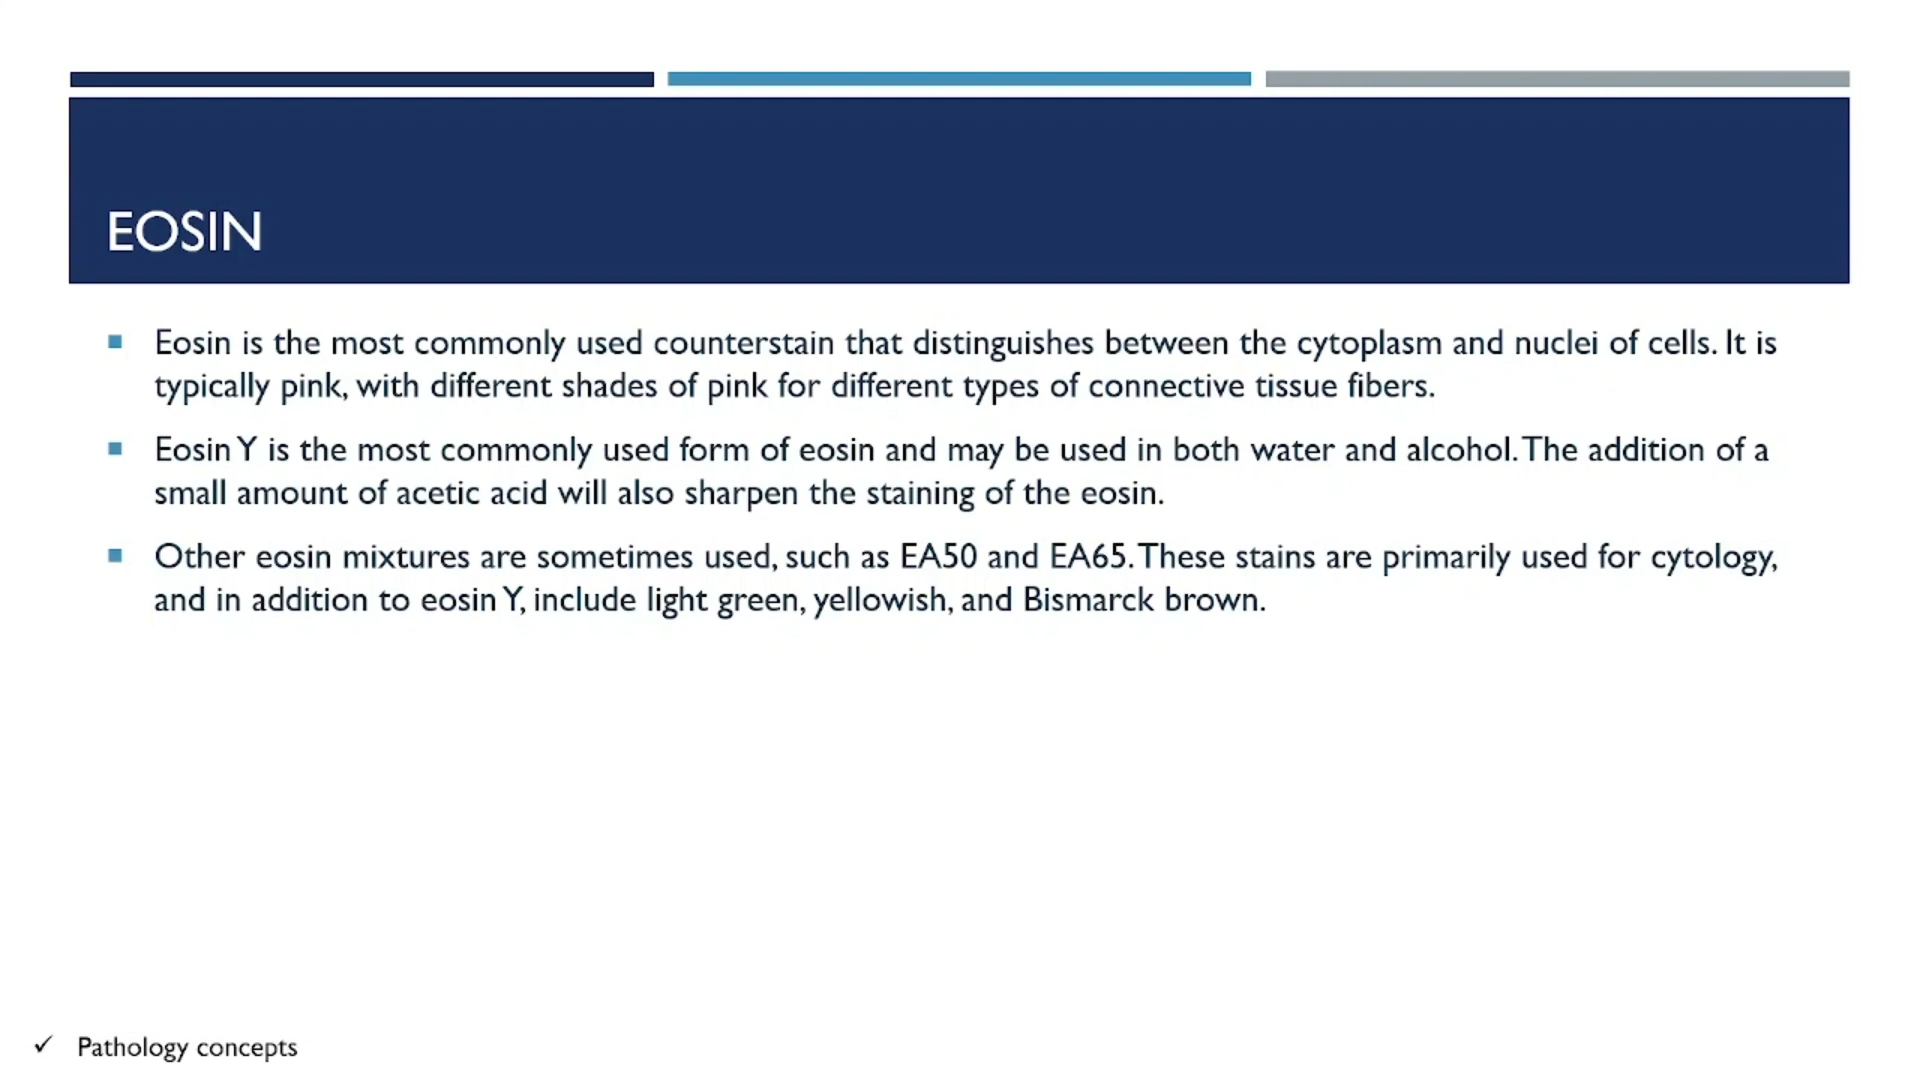 EOSIN
Eosin is the most commonly used counterstain that distinguishes between the cytoplasm and nuclei of cells. It is
typically pink, with different shades of pink for different types of connective tissue fibers.
Eosin Y is the most commonly used form of eosin and may be used in both water and alcohol. The addition of a
small amount of acetic acid will also sharpen the staining of the eosin.
Other eosin mixtures are sometimes used, such as EA50 and EA65. These stains are primarily used for cytology,
and in addition to eosin Y, include light green, yellowish, and Bismarck brown.
✓ Pathology concepts